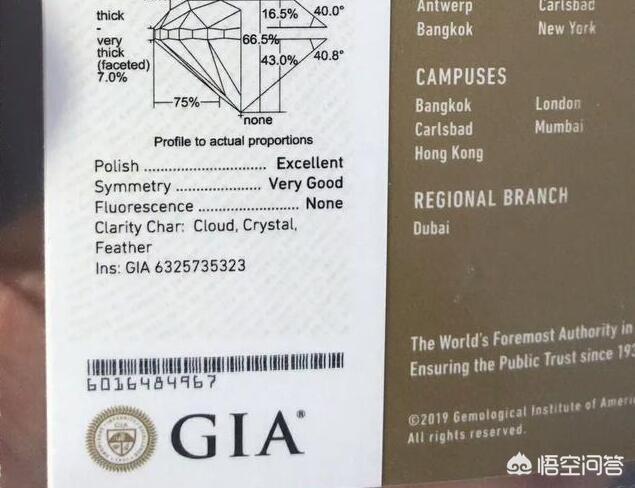 thick
-
very
thick
(faceted)
7.0%
16.5%
40.0°
66.5%
43.0%
40.8°
75%
none
Profile to actual proportions
Polish ................................ Excellent
Symmetry ..................... Very Good
Fluorescence ................................ None
Clarity Char: Cloud, Crystal,
Feather
Ins: GIA 6325735323
6016484967
GIA®
Antwerp Carlsbad
Bangkok New York
CAMPUSES
Bangkok London
Carlsbad Mumbai
Hong Kong
REGIONAL BRANCH
Dubai
The World's Foremost Authority in
Ensuring the Public Trust since 193
©2019 Gemological Institute of Ameri
All rights reserved.
悟空问答